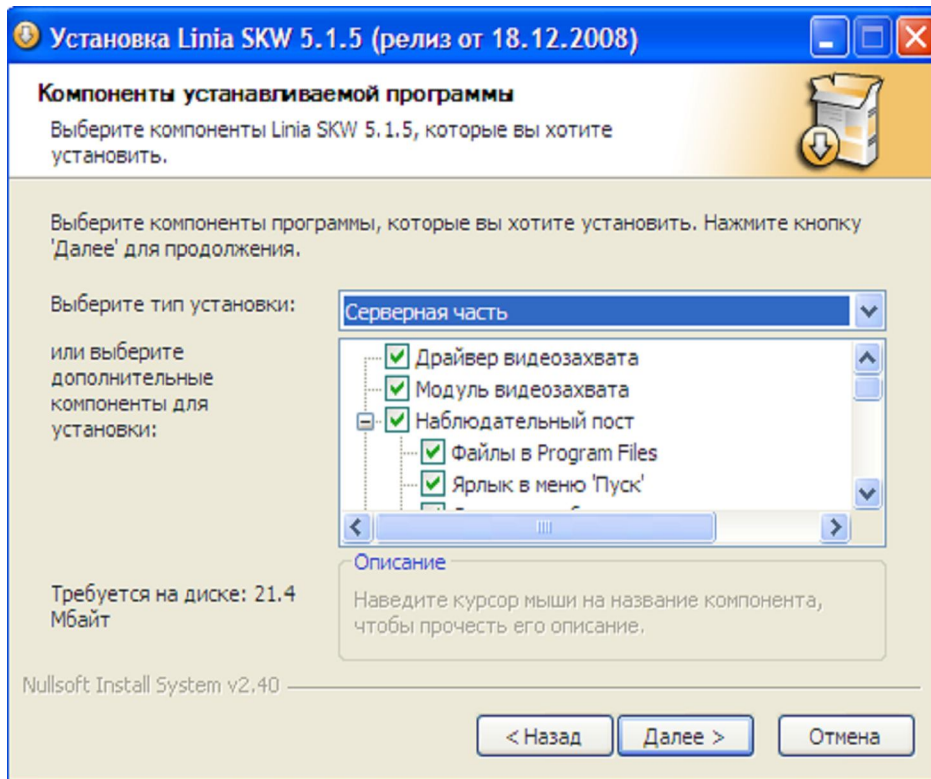 Установка Linia SKW 5.1.5 (релиз от 18.12.2008)
Компоненты устанавливаемой программы
Выберите компоненты Linia SKW 5.1.5, которые вы хотите
установить.
Выберите компоненты программы, которые вы хотите установить. Нажмите кнопку
'Далее' для продолжения.
Выберите тип установки:
Серверная часть
или выберите
дополнительные
компоненты для
установки:
Драйвер видеозахвата
Модуль видеозахвата
Наблюдательный пост
Файлы в Program Files
Ярлык в меню 'Пуск'
Требуется на диске: 21.4
Мбайт
Описание
Наведите курсор мыши на название компонента,
чтобы прочесть его описание.
Nullsoft Install System v2.40
< Назад
Далее >
Отмена